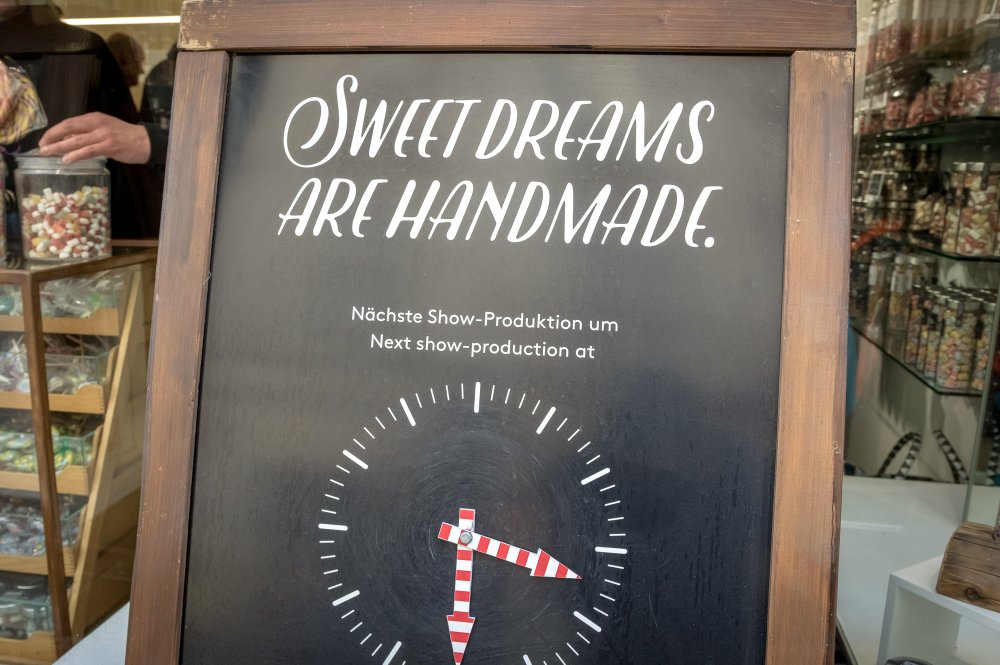 SWEET DREAMS
ARE HANDMADE.
Nächste Show-Produktion um
Next show-production at